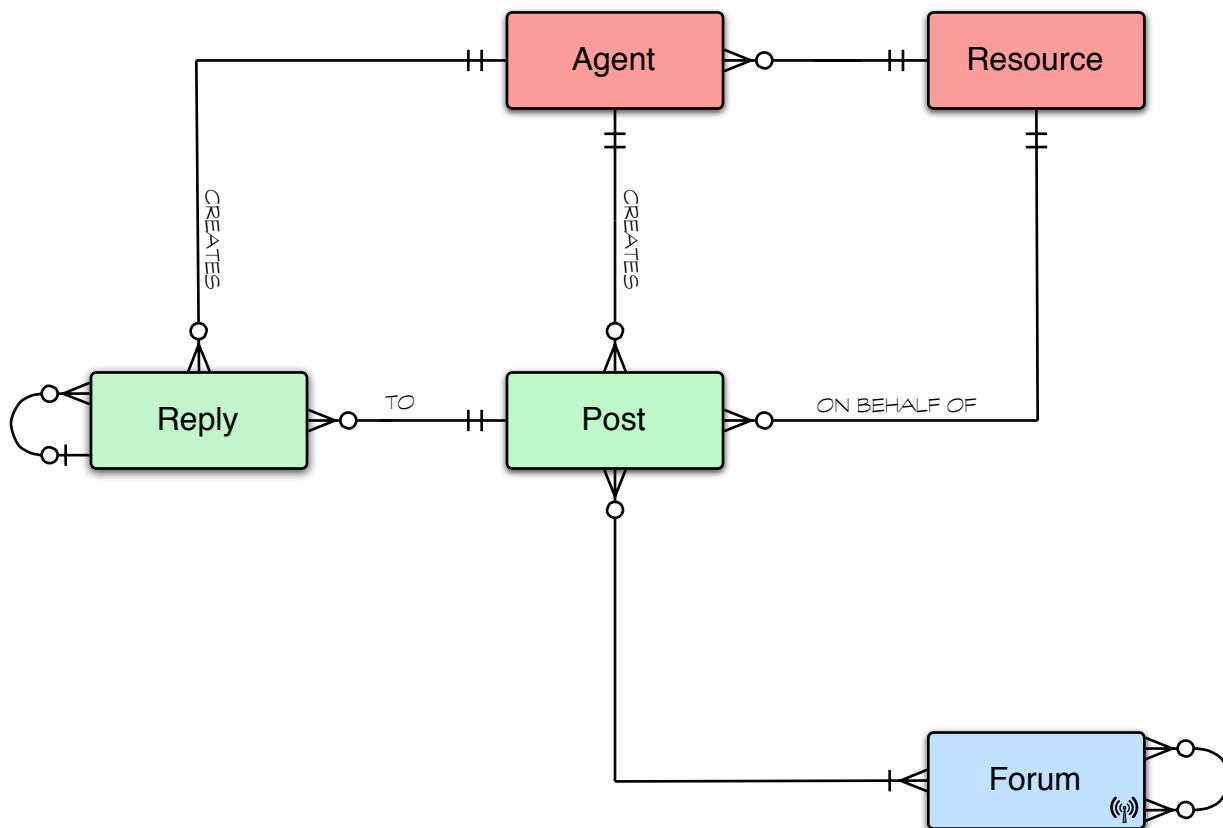 Agent
Resource
CREATES
CREATES
Reply
TO
Post
ON BEHALF OF
Forum